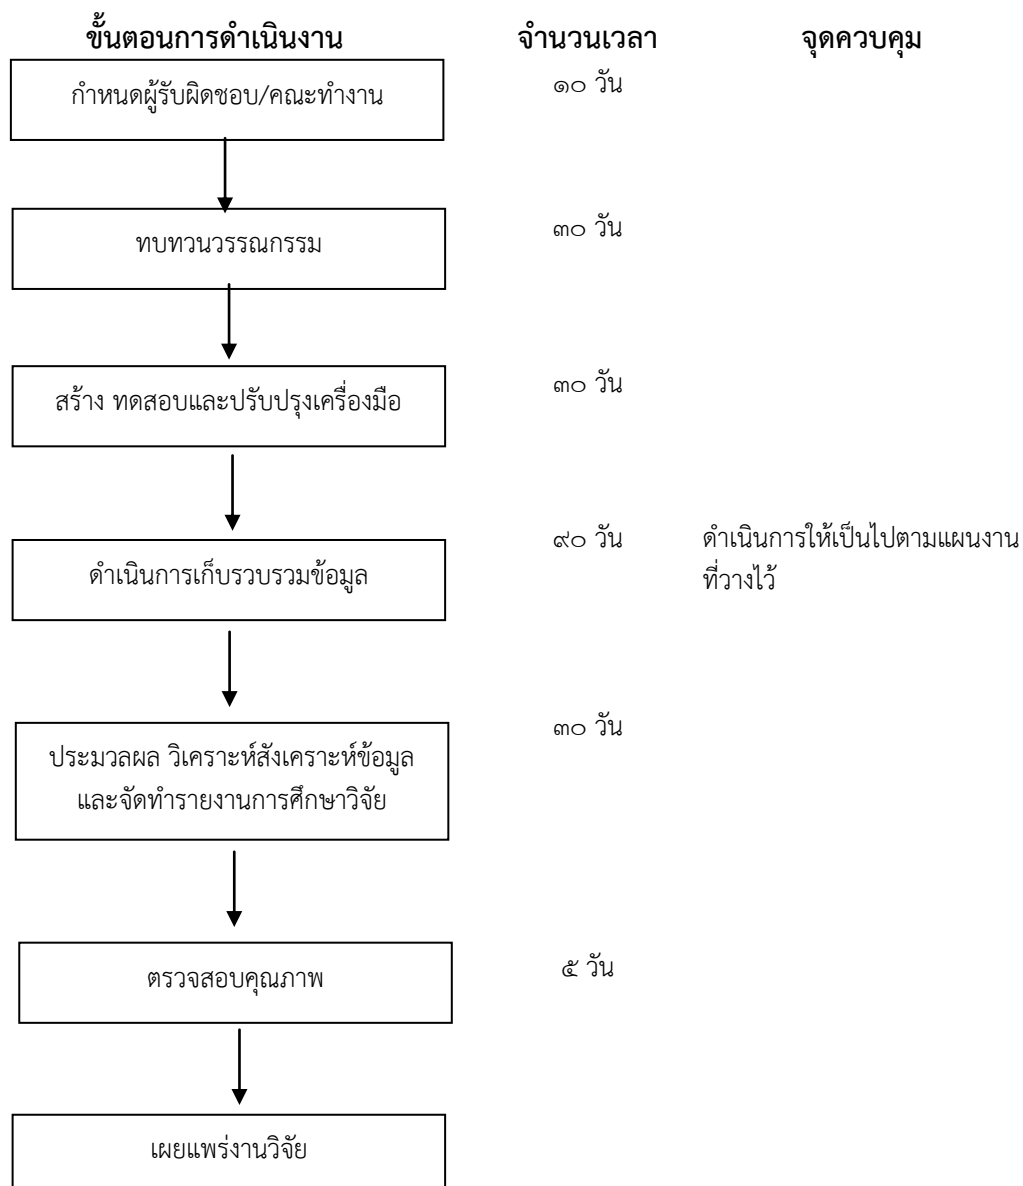 ขั้นตอนการดำเนินงาน จำนวนเวลา จุดควบคุม
กำหนดผู้รับผิดชอบ/คณะทำงาน ๑๐ วัน
ทบทวนวรรณกรรม ๓๐ วัน
สร้าง ทดสอบและปรับปรุงเครื่องมือ ๓๐ วัน
ดำเนินการเก็บรวบรวมข้อมูล ๙๐ วัน ดำเนินการให้เป็นไปตามแผนงาน
ที่วางไว้
ประมวลผล วิเคราะห์สังเคราะห์ข้อมูล ๓๐ วัน
และจัดทำรายงานการศึกษาวิจัย
ตรวจสอบคุณภาพ ๕ วัน
เผยแพร่งานวิจัย